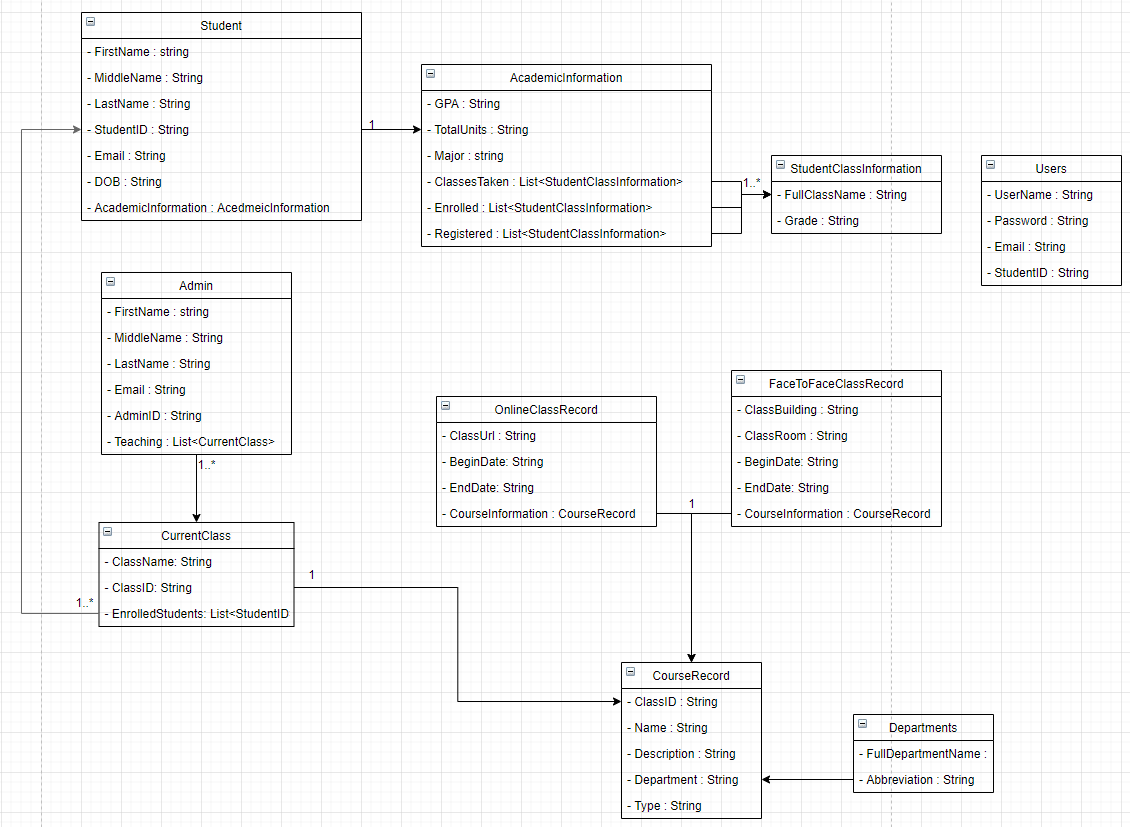 Student
- FirstName : string
- MiddleName : String
- LastName : String
- StudentID : String
- Email : String
- DOB : String
- AcademicInformation : AcedmeicInformation
1
AcademicInformation
- GPA : String
- TotalUnits : String
- Major : string
- ClassesTaken : List<StudentClassInformation>
- Enrolled : List<StudentClassInformation>
- Registered : List<StudentClassInformation>
1..*
StudentClassInformation
- FullClassName : String
- Grade : String
Users
- UserName : String
- Password : String
- Email : String
- StudentID : String
Admin
- FirstName : string
- MiddleName : String
- LastName : String
- Email : String
- AdminID : String
- Teaching : List<CurrentClass>
1..*
OnlineClassRecord
- ClassUrl : String
- BeginDate: String
- EndDate: String
- CourseInformation : CourseRecord
1
FaceToFaceClassRecord
- ClassBuilding : String
- ClassRoom : String
- BeginDate: String
- EndDate: String
- CourseInformation : CourseRecord
CurrentClass
- ClassName: String
- ClassID: String
- EnrolledStudents: List<StudentID
1..*
1
CourseRecord
- ClassID : String
- Name : String
- Description : String
- Department : String
- Type : String
Departments
- FullDepartmentName :
- Abbreviation : String